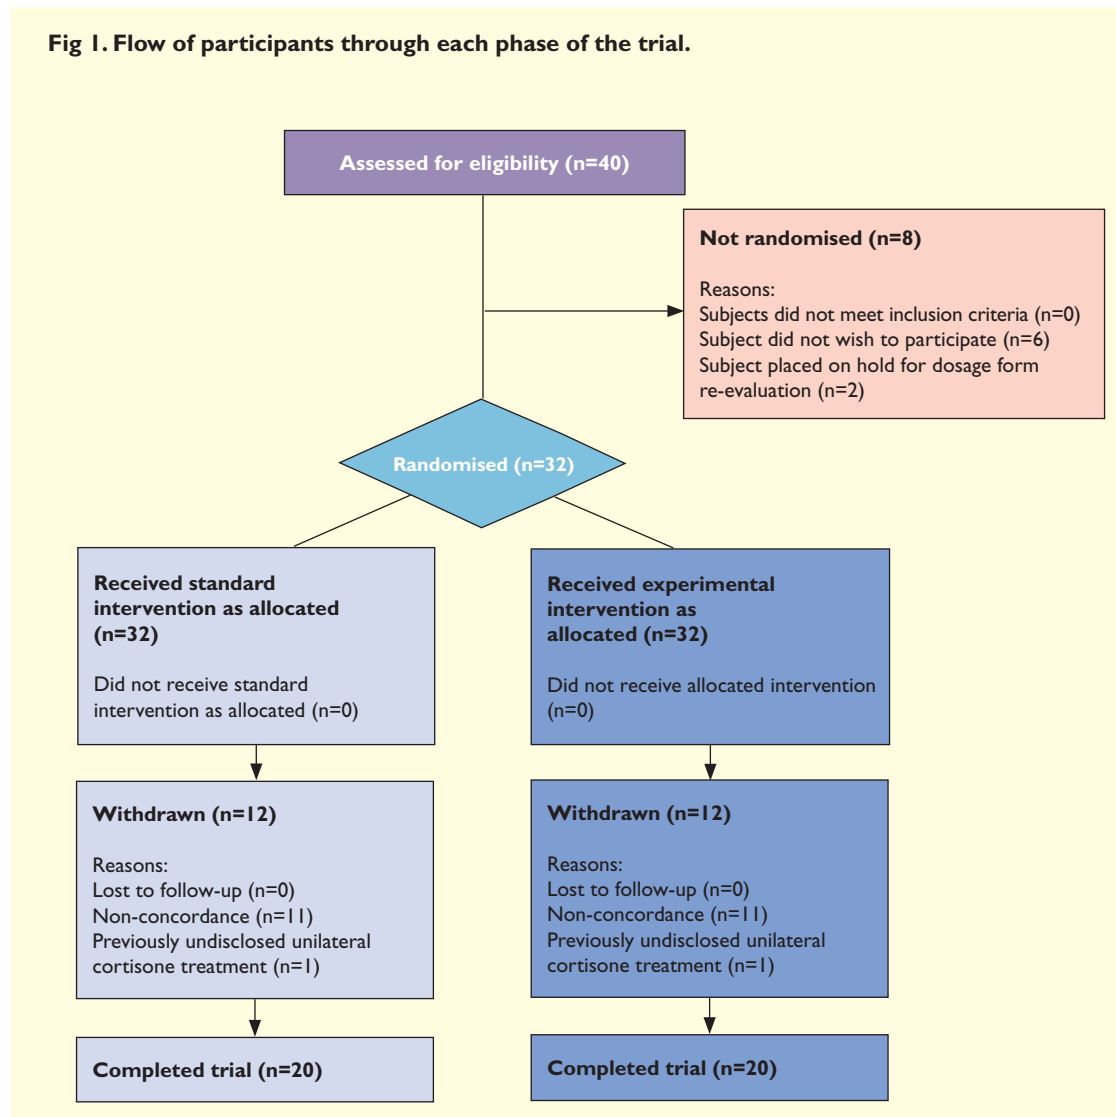 Fig 1. Flow of participants through each phase of the trial.
Assessed for eligibility (n=40)
Not randomised (n=8)
Reasons:
Subjects did not meet inclusion criteria (n=0)
Subject did not wish to participate (n=6)
Subject placed on hold for dosage form
re-evaluation (n=2)
Randomised (n=32)
Received standard
intervention as allocated
(n=32)
Did not receive standard
intervention as allocated (n=0)
Received experimental
intervention as
allocated (n=32)
Did not receive allocated intervention
(n=0)
Withdrawn (n=12)
Reasons:
Lost to follow-up (n=0)
Non-concordance (n=11)
Previously undisclosed unilateral
cortisone treatment (n=1)
Withdrawn (n=12)
Reasons:
Lost to follow-up (n=0)
Non-concordance (n=11)
Previously undisclosed unilateral
cortisone treatment (n=1)
Completed trial (n=20)
Completed trial (n=20)